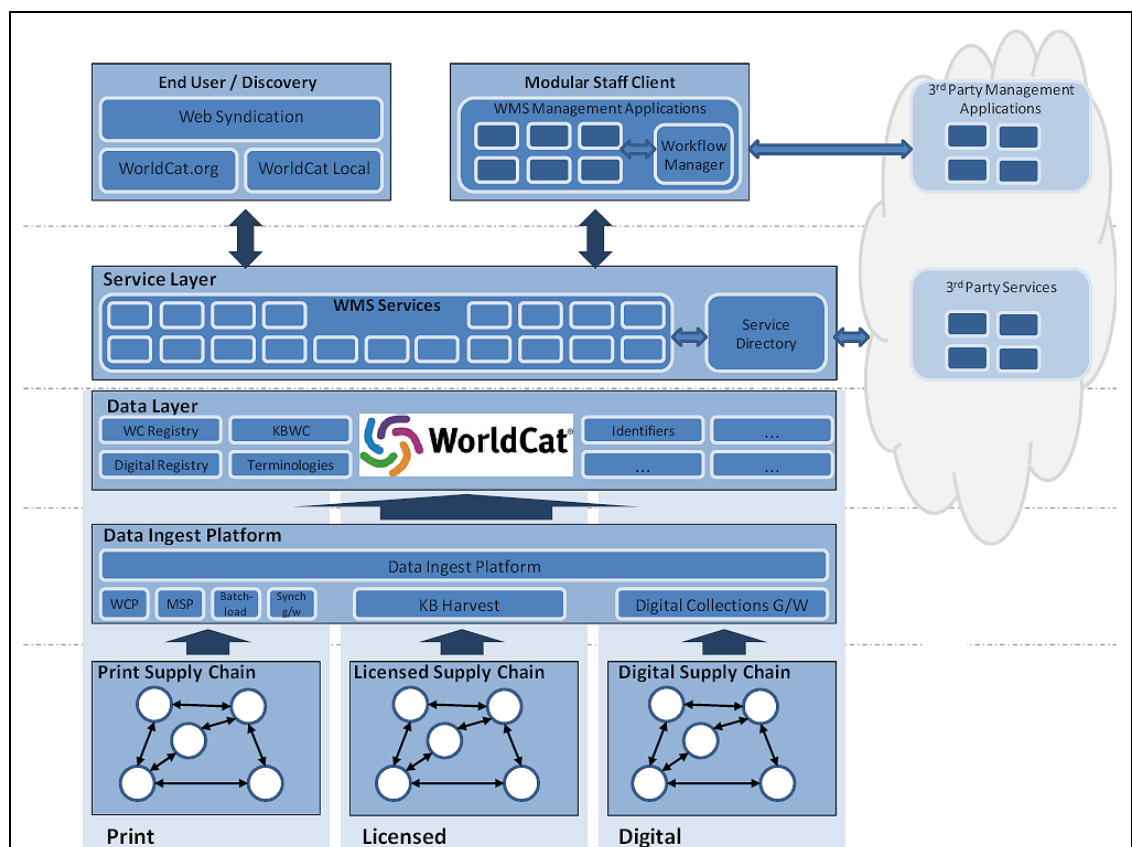 End User / Discovery
Web Syndication
WorldCat.org
WorldCat Local
Modular Staff Client
WMS Management Applications
Workflow
Manager
3rd Party Management
Applications
Service Layer
WMS Services
Service
Directory
3rd Party Services
Data Layer
WC Registry
KBWC
Digital Registry
Terminologies
WorldCat®
Identifiers
...
...
...
Data Ingest Platform
Data Ingest Platform
WCP
MSP
Batch-
load
Synch
g/w
KB Harvest
Digital Collections G/W
Print Supply Chain
Licensed Supply Chain
Digital Supply Chain
Print
Licensed
Digital